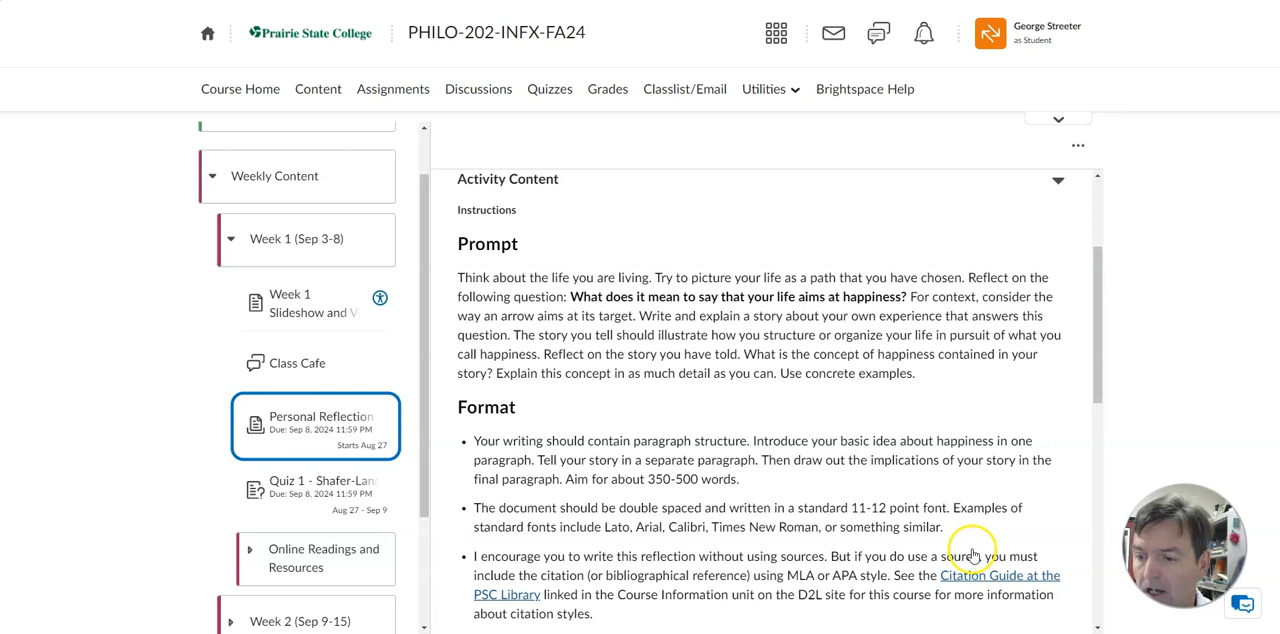 Prairie State College
PHILO-202-INFX-FA24
George Streeter
as Student
Course Home
Content
Assignments
Discussions
Quizzes
Grades
Classlist/Email
Utilities
Brightspace Help
Weekly Content
Week 1 (Sep 3-8)
Week 1
Slideshow and V
Class Cafe
Personal Reflection
Due: Sep 8, 2024 11:59 PM
Starts Aug 27
Quiz 1 - Shafer-Lan
Due: Sep 8, 2024 11:59 PM
Aug 27 - Sep 9
Online Readings and
Resources
Week 2 (Sep 9-15)
Activity Content
Instructions
Prompt
Think about the life you are living. Try to picture your life as a path that you have chosen. Reflect on the
following question: What does it mean to say that your life aims at happiness? For context, consider the
way an arrow aims at its target. Write and explain a story about your own experience that answers this
question. The story you tell should illustrate how you structure or organize your life in pursuit of what you
call happiness. Reflect on the story you have told. What is the concept of happiness contained in your
story? Explain this concept in as much detail as you can. Use concrete examples.
Format
• Your writing should contain paragraph structure. Introduce your basic idea about happiness in one
paragraph. Tell your story in a separate paragraph. Then draw out the implications of your story in the
final paragraph. Aim for about 350-500 words.
• The document should be double spaced and written in a standard 11-12 point font. Examples of
standard fonts include Lato, Arial, Calibri, Times New Roman, or something similar.
• I encourage you to write this reflection without using sources. But if you do use a source, you must
include the citation (or bibliographical reference) using MLA or APA style. See the Citation Guide at the
PSC Library linked in the Course Information unit on the D2L site for this course for more information
about citation styles.